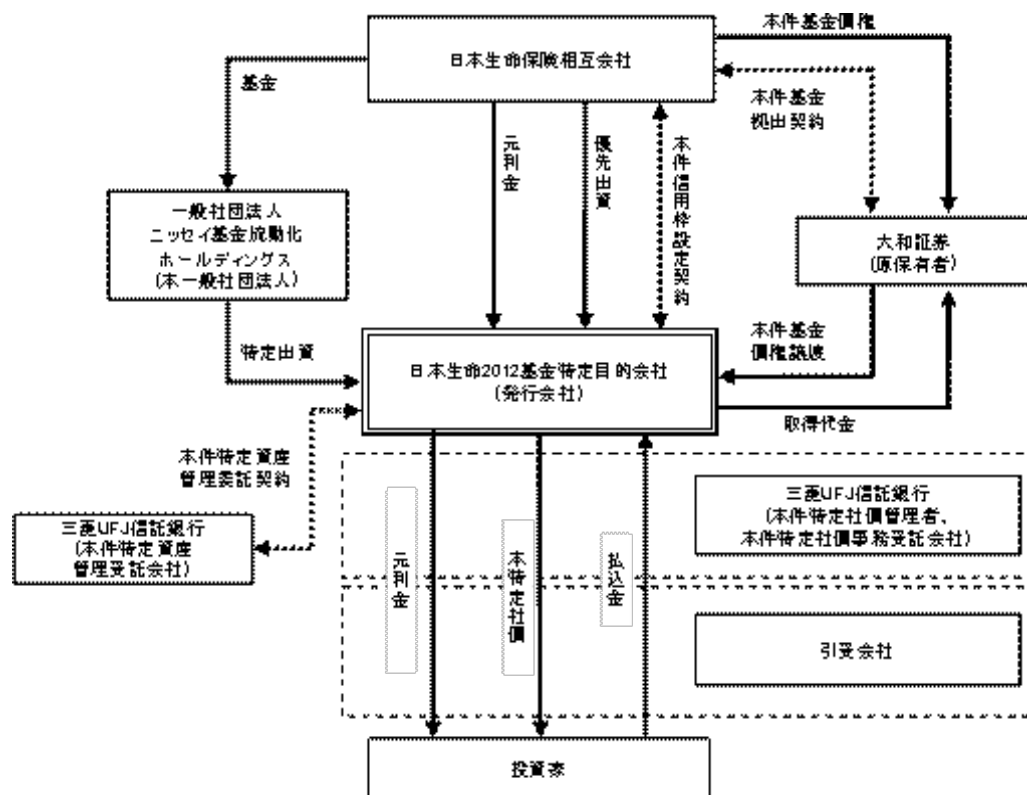 本件基金債権
日本生命保険相互会社
基金
本件基金
拠出契約
元利金
優先出資
本件信用枠設定契約
一般社団法人
ニッセイ基金流動化
ホールディングス
(本一般社団法人)
大和証券
(原保有者)
特定出資
本件基金
債権譲渡
日本生命2012基金特定目的会社
(発行会社)
取得代金
本件特定資産
管理委託契約
三菱UFJ信託銀行
(本件特定社債管理者、
本件特定社債事務受託会社)
三菱UFJ信託銀行
(本件特定資産
管理受託会社)
元利金
本特定社債
払込金
引受会社
投資家